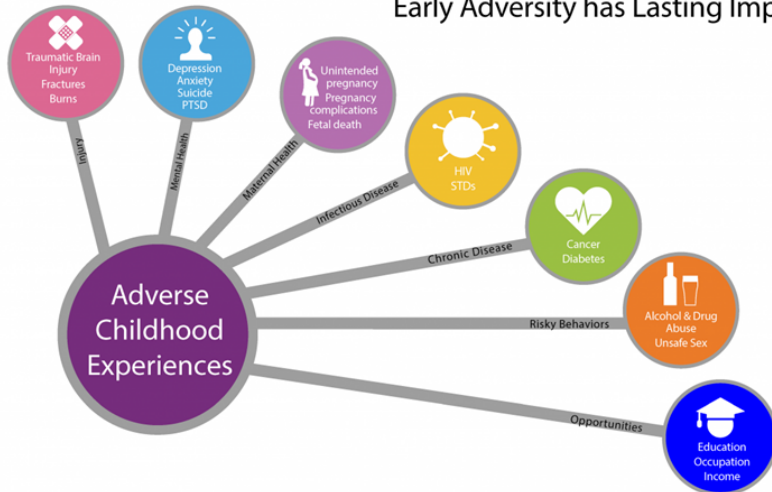 Early Adversity has Lasting
Traumatic Brain
Injury
Fractures
Burns
Injury
Depression
Anxiety
Suicide
PTSD
Mental Health
Unintended
pregnancy
Pregnancy
complications
Fetal death
Maternal Health
HIV
STDs
Infectious Disease
Cancer
Diabetes
Chronic Disease
Alcohol & Drug
Abuse
Unsafe Sex
Risky Behaviors
Education
Occupation
Income
Opportunities
Adverse
Childhood
Experiences